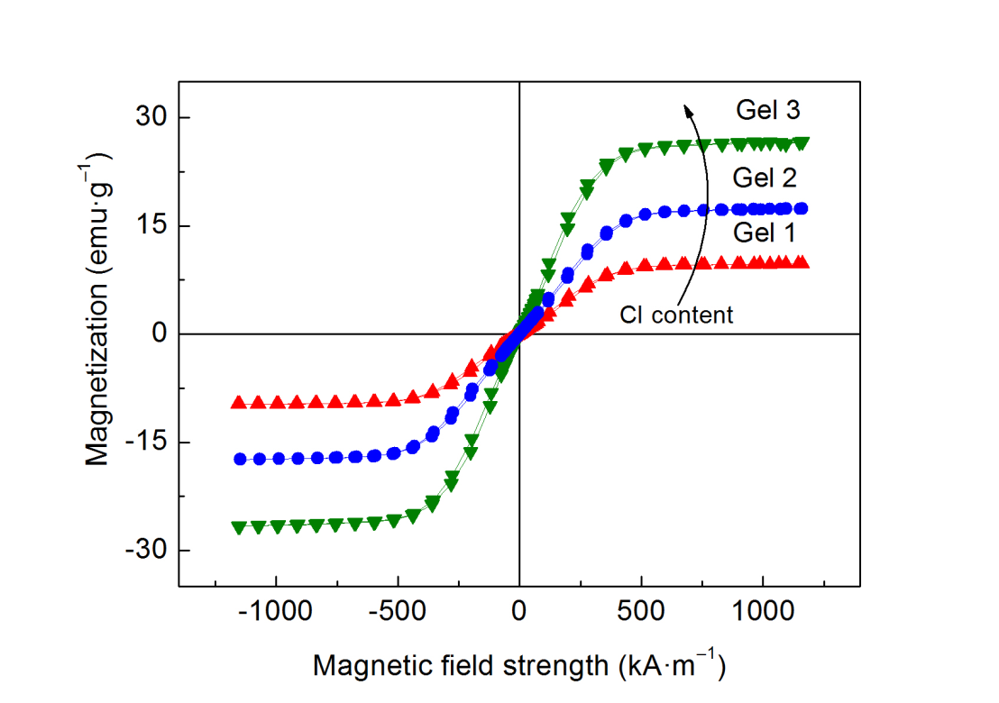 Gel 3
30
Gel 2
15
Gel 1
CI content
0
-15
-30
-1000 -500 0 500 1000
Magnetization (emu·g⁻¹)
Magnetic field strength (kA·m⁻¹)